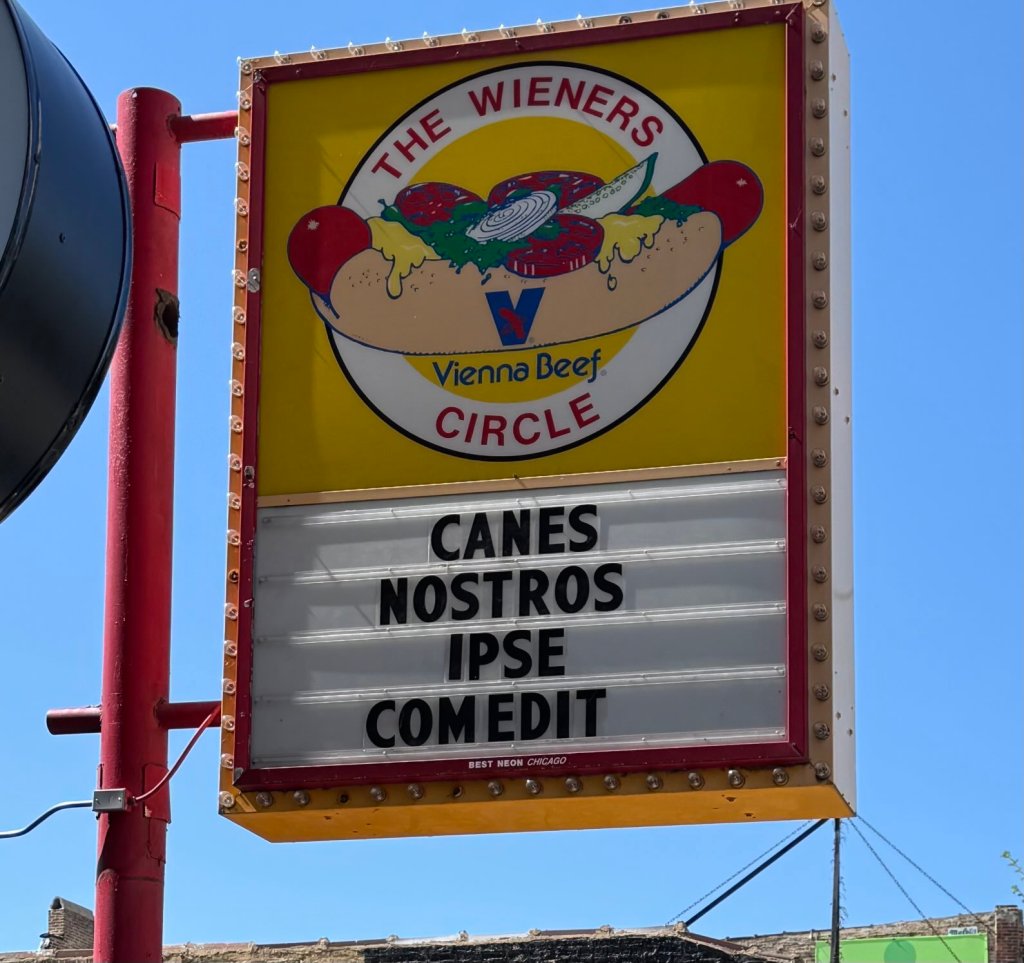 THE WIENERS
V
Vienna Beef®
CIRCLE
CANES
NOSTROS
IPSE
COMEDIT
BEST NEON CHICAGO